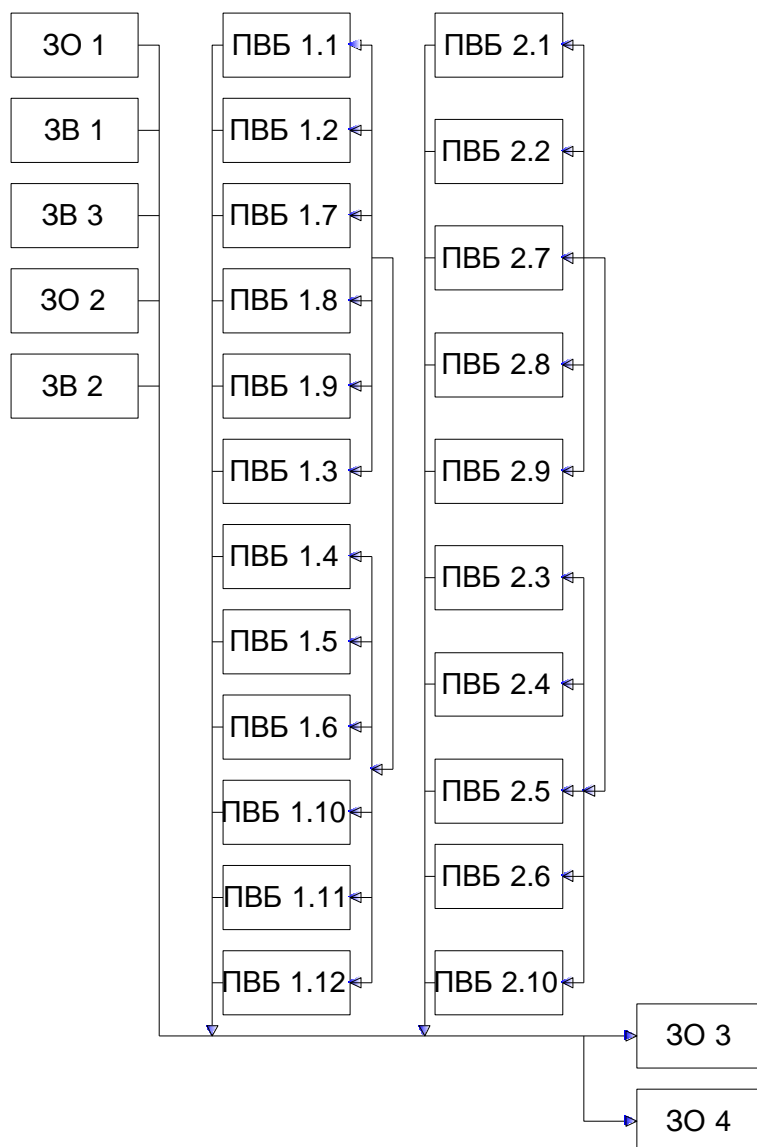 ЗО 1
ЗВ 1
ЗВ 3
ЗО 2
ЗВ 2
ПВБ 1.1
ПВБ 1.2
ПВБ 1.7
ПВБ 1.8
ПВБ 1.9
ПВБ 1.3
ПВБ 1.4
ПВБ 1.5
ПВБ 1.6
ПВБ 1.10
ПВБ 1.11
ПВБ 1.12
ПВБ 2.1
ПВБ 2.2
ПВБ 2.7
ПВБ 2.8
ПВБ 2.9
ПВБ 2.3
ПВБ 2.4
ПВБ 2.5
ПВБ 2.6
ПВБ 2.10
ЗО 3
ЗО 4